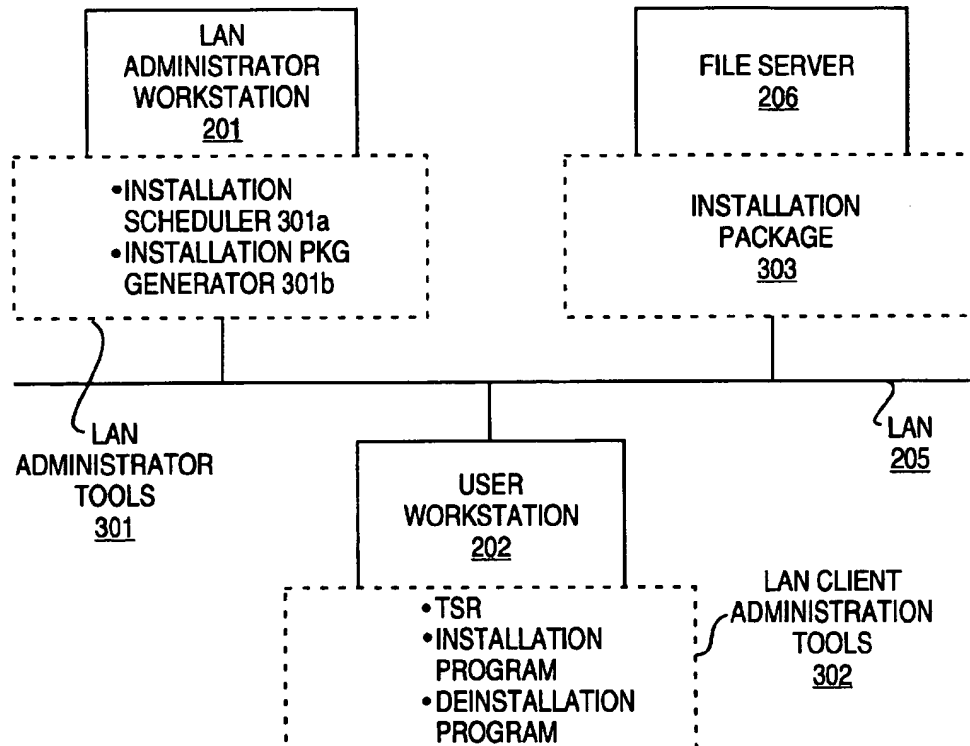 LAN
ADMINISTRATOR
WORKSTATION
201
•INSTALLATION
SCHEDULER 301a
•INSTALLATION PKG
GENERATOR 301b
FILE SERVER
206
INSTALLATION
PACKAGE
303
LAN
ADMINISTRATOR
TOOLS
301
LAN
205
USER
WORKSTATION
202
•TSR
•INSTALLATION
PROGRAM
•DEINSTALLATION
PROGRAM
LAN CLIENT
ADMINISTRATION
TOOLS
302